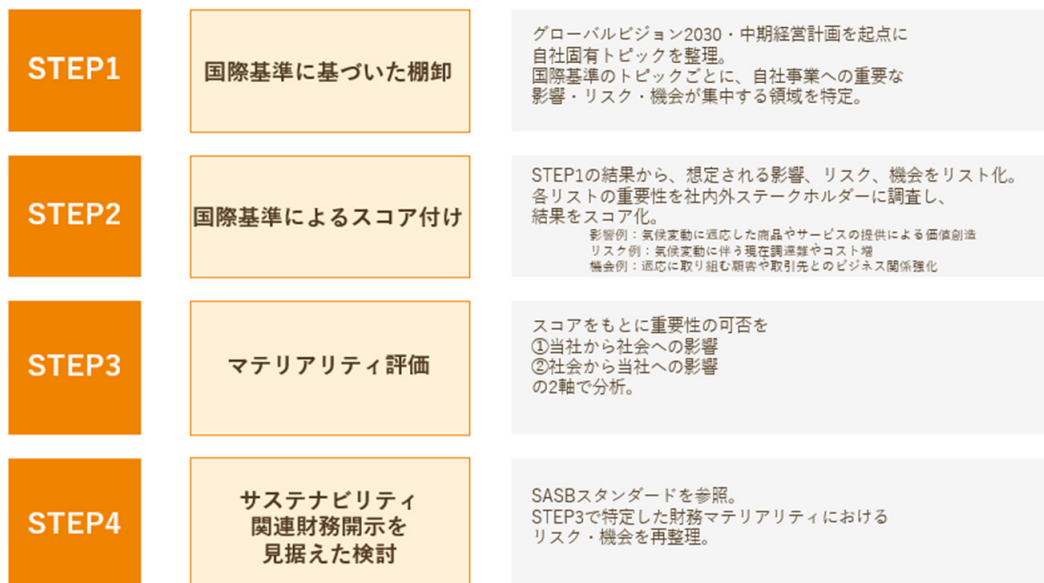 STEP1
国際基準に基づいた棚卸
グローバルビジョン2030・中期経営計画を起点に
自社固有トピックを整理。
国際基準のトピックごとに、自社事業への重要な
影響・リスク・機会が集中する領域を特定。
STEP2
国際基準によるスコア付け
STEP1の結果から、想定される影響、リスク、機会をリスト化。
各リストの重要性を社内外ステークホルダーに調査し、
結果をスコア化。
影響例：気候変動に適応した商品やサービスの提供による価値創造
リスク例：気候変動に伴う現在調達難やコスト増
機会例：適応に取り組む顧客や取引先とのビジネス関係強化
STEP3
マテリアリティ評価
スコアをもとに重要性の可否を
①当社から社会への影響
②社会から当社への影響
の2軸で分析。
STEP4
サステナビリティ
関連財務開示を
見据えた検討
SASBスタンダードを参照。
STEP3で特定した財務マテリアリティにおける
リスク・機会を再整理。